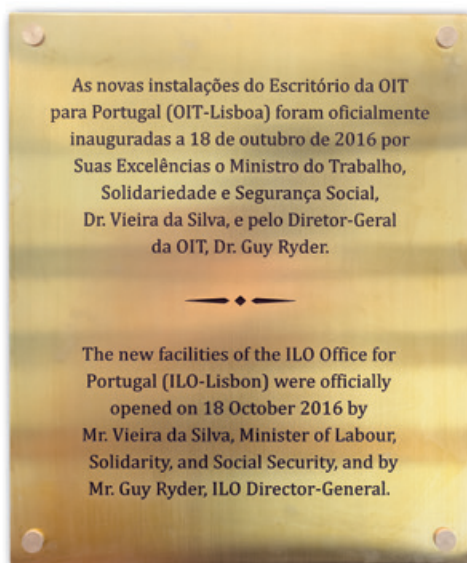 As novas instalações do Escritório da OIT
para Portugal (OIT-Lisboa) foram oficialmente
inauguradas a 18 de outubro de 2016 por
Suas Excelências o Ministro do Trabalho,
Solidariedade e Segurança Social,
Dr. Vieira da Silva, e pelo Diretor-Geral
da OIT, Dr. Guy Ryder.
The new facilities of the ILO Office for
Portugal (ILO-Lisbon) were officially
opened on 18 October 2016 by
Mr. Vieira da Silva, Minister of Labour,
Solidarity, and Social Security, and by
Mr. Guy Ryder, ILO Director-General.